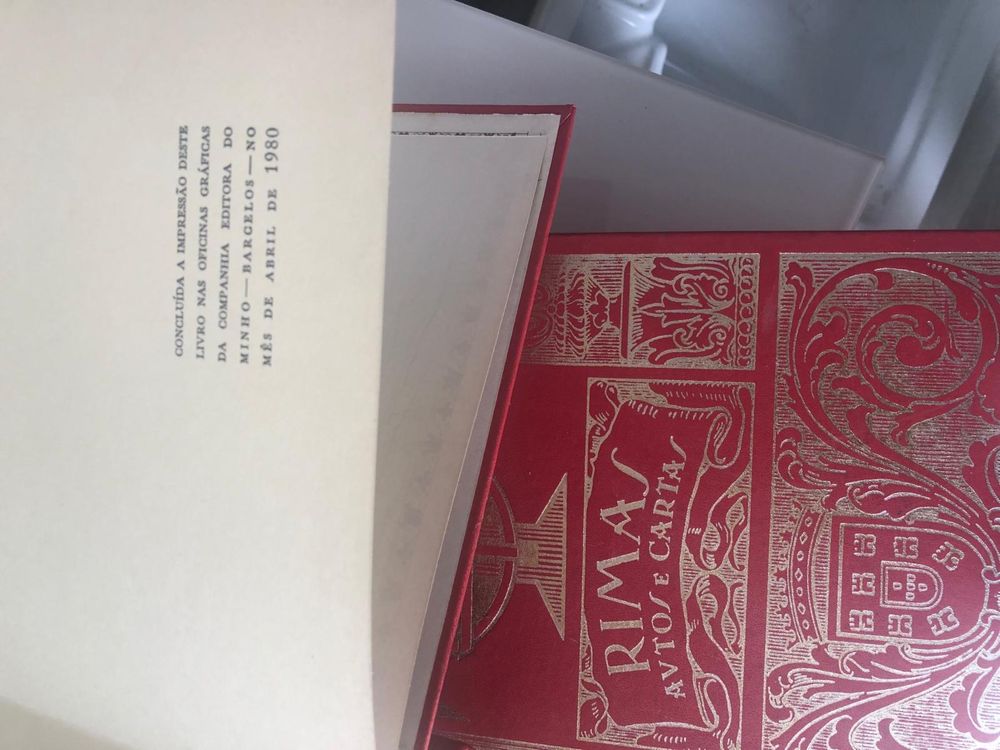 CONCLUÍDA A IMPRESSÃO DESTE
LIVRO NAS OFICINAS GRÁFICAS
DA COMPANHIA EDITORA DO
MINHO — BARCELOS — NO
MÊS DE ABRIL DE 1980
RIMAS
AVTOS E CARTAS